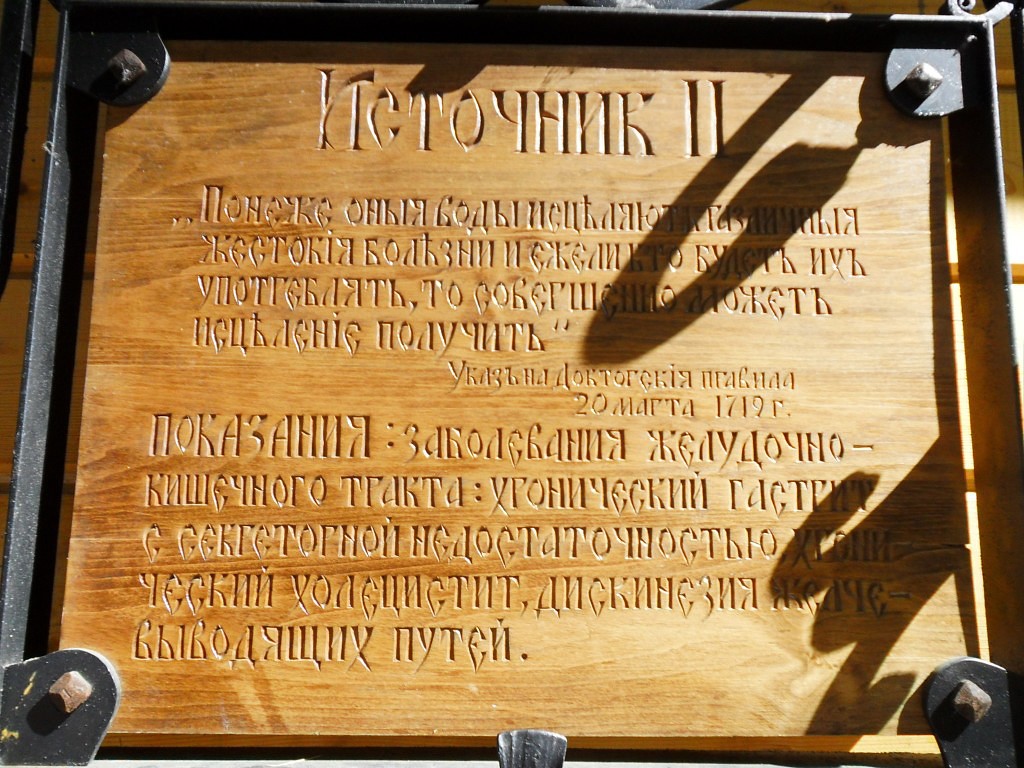 Источник II
„Понеже оныя воды исцѣляютъ различныя
жестокія болѣзни и ежели кто будетъ ихъ
употреблять, то совершенно можетъ
исцѣленіе получить“
Указъ на докторскія правила
20 марта 1719 г.
ПОКАЗАНИЯ: заболевания желудочно-
кишечного тракта: хронический гастрит
с секреторной недостаточностью, хрони-
ческий холецистит, дискинезия желче-
выводящих путей.